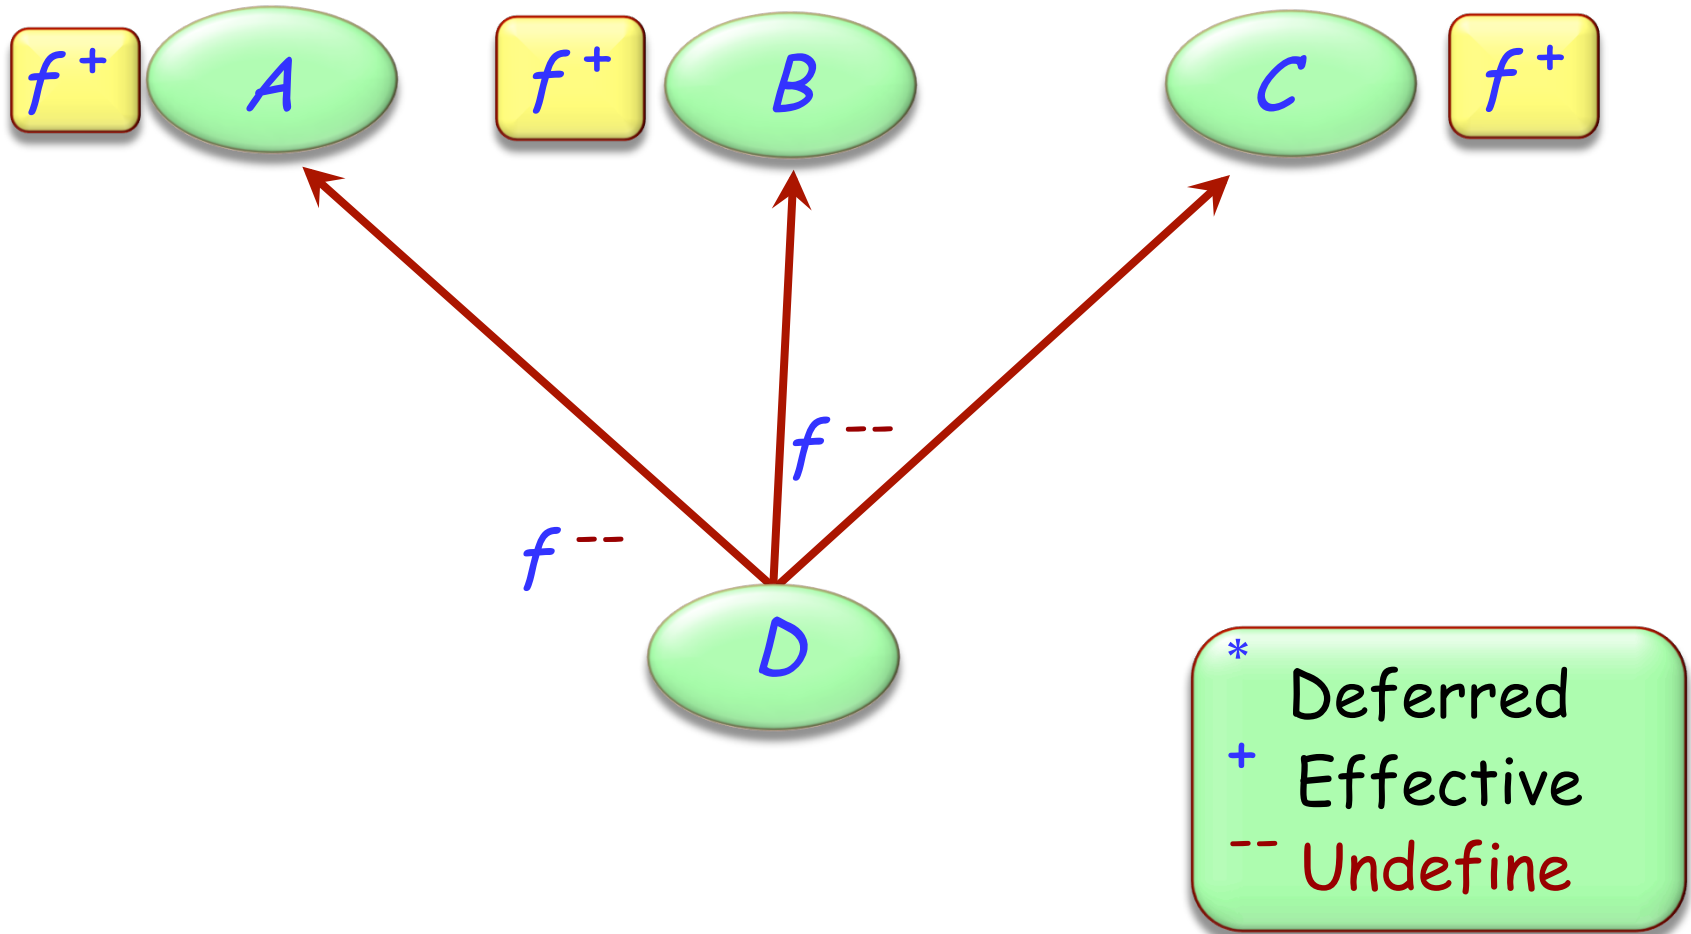 f + A f + B C f +
f --
f --
D
* Deferred
+ Effective
-- Undefine